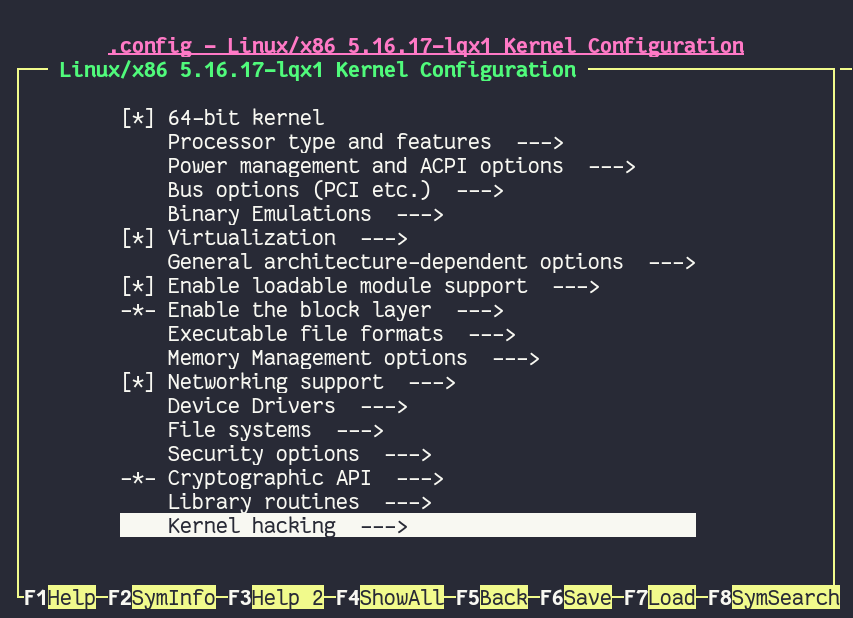 .config - Linux/x86 5.16.17-lqx1 Kernel Configuration
Linux/x86 5.16.17-lqx1 Kernel Configuration
[*] 64-bit kernel
Processor type and features --->
Power management and ACPI options --->
Bus options (PCI etc.) --->
Binary Emulations --->
[*] Virtualization --->
General architecture-dependent options --->
[*] Enable loadable module support --->
-*- Enable the block layer --->
Executable file formats --->
Memory Management options --->
[*] Networking support --->
Device Drivers --->
File systems --->
Security options --->
-*- Cryptographic API --->
Library routines --->
Kernel hacking --->
F1Help-F2SymInfo-F3Help 2-F4ShowAll-F5Back-F6Save-F7Load-F8SymSearch